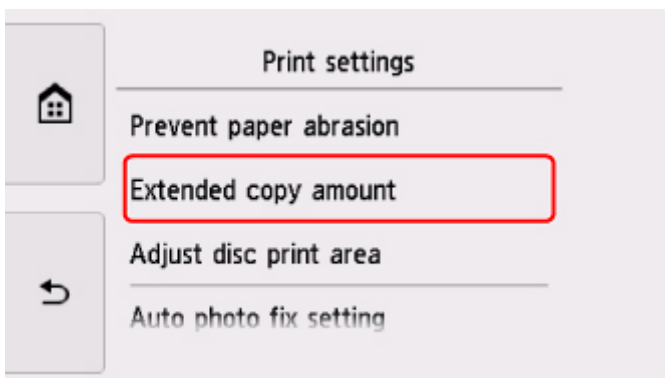 Print settings
Prevent paper abrasion
Extended copy amount
Adjust disc print area
Auto photo fix setting